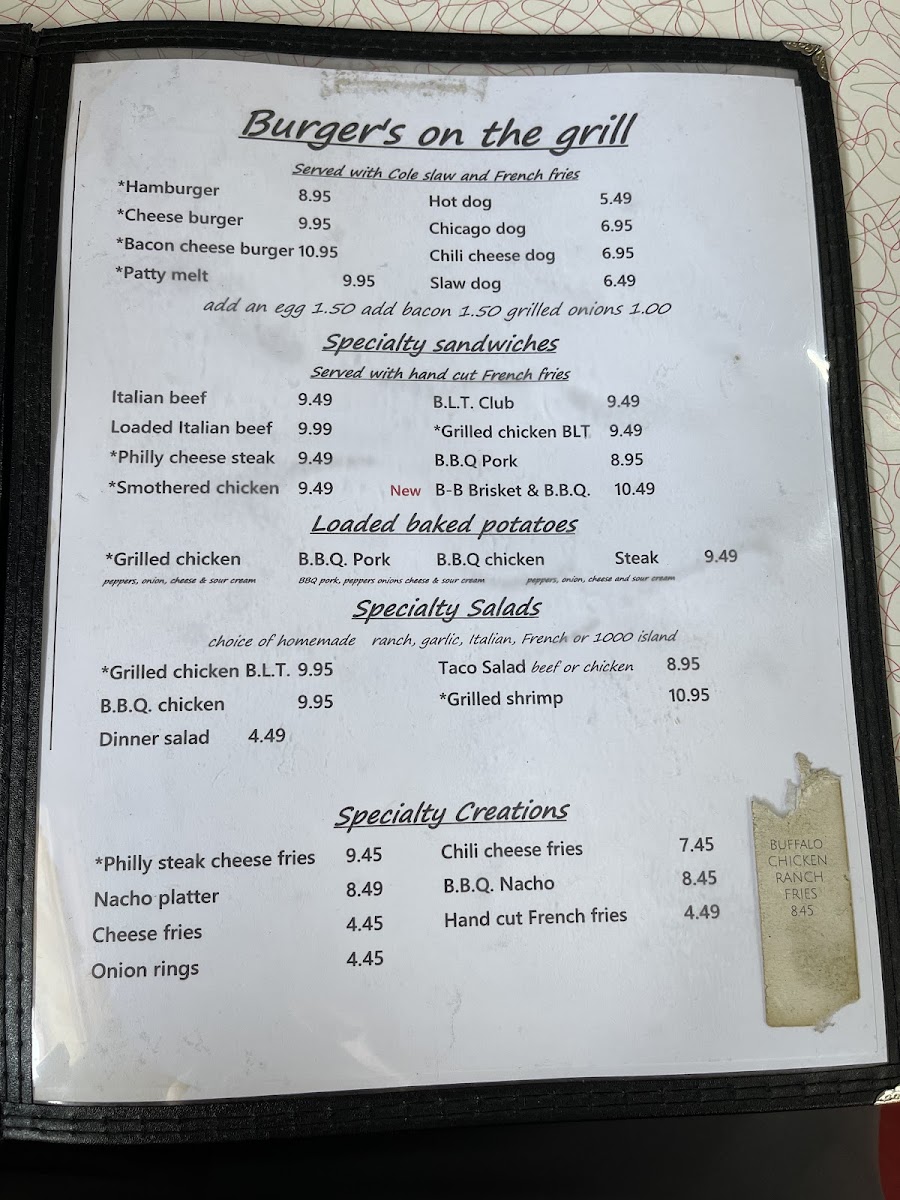 Burger's on the grill
Served with Cole slaw and French fries
*Hamburger 8.95 Hot dog 5.49
*Cheese burger 9.95 Chicago dog 6.95
*Bacon cheese burger 10.95 Chili cheese dog 6.95
*Patty melt 9.95 Slaw dog 6.49
add an egg 1.50 add bacon 1.50 grilled onions 1.00
Specialty sandwiches
Served with hand cut French fries
Italian beef 9.49 B.L.T. Club 9.49
Loaded Italian beef 9.99 *Grilled chicken BLT 9.49
*Philly cheese steak 9.49 B.B.Q Pork 8.95
*Smothered chicken 9.49 New B-B Brisket & B.B.Q. 10.49
Loaded baked potatoes
*Grilled chicken B.B.Q. Pork B.B.Q chicken Steak 9.49
peppers, onion, cheese & sour cream BBQ pork, peppers onions cheese & sour cream peppers, onion, cheese and sour cream
Specialty Salads
choice of homemade ranch, garlic, Italian, French or 1000 island
*Grilled chicken B.L.T. 9.95 Taco Salad beef or chicken 8.95
B.B.Q. chicken 9.95 *Grilled shrimp 10.95
Dinner salad 4.49
Specialty Creations
*Philly steak cheese fries 9.45 Chili cheese fries 7.45
Nacho platter 8.49 B.B.Q. Nacho 8.45
Cheese fries 4.45 Hand cut French fries 4.49
Onion rings 4.45
BUFFALO
CHICKEN
RANCH
FRIES
8.45